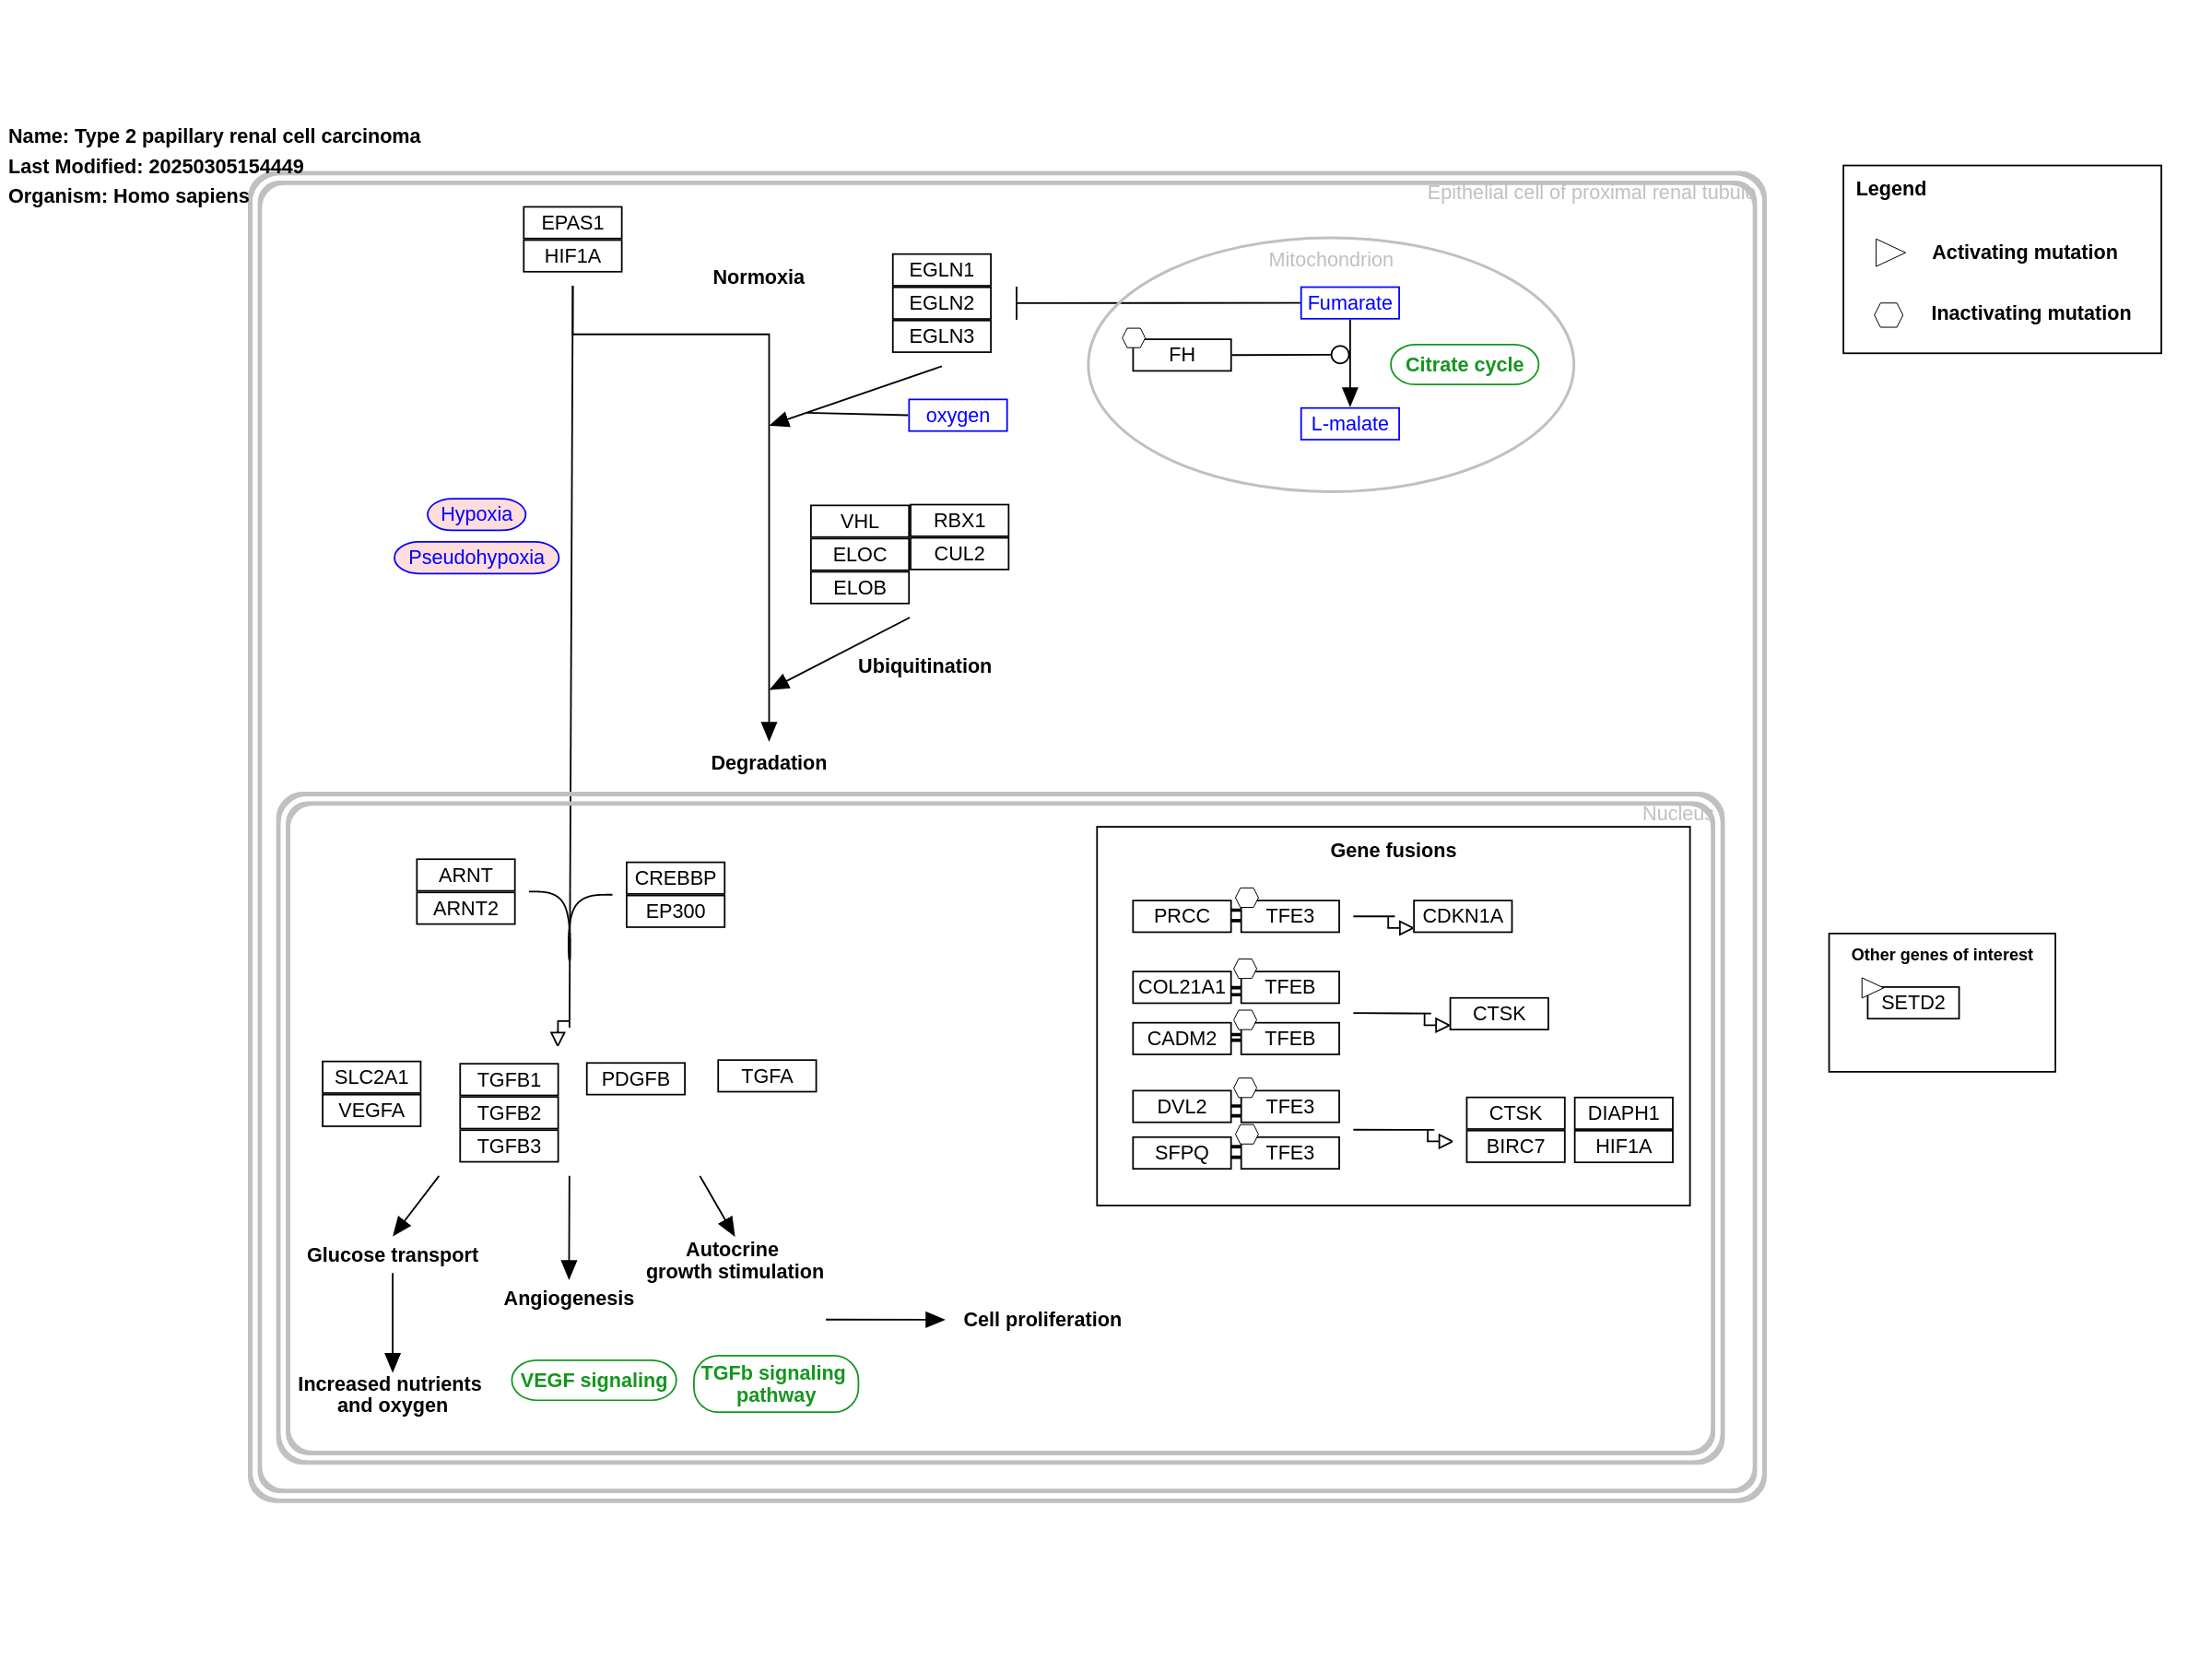 Name: Type 2 papillary renal cell carcinoma
Last Modified: 20250305154449
Organism: Homo sapiens
Epithelial cell of proximal renal tubule
EPAS1
HIF1A
Normoxia
EGLN1
EGLN2
EGLN3
oxygen
Mitochondrion
Fumarate
FH
Citrate cycle
L-malate
Legend
Activating mutation
Inactivating mutation
Hypoxia
Pseudohypoxia
VHL
ELOC
ELOB
RBX1
CUL2
Ubiquitination
Degradation
Nucleus
ARNT
ARNT2
CREBBP
EP300
SLC2A1
VEGFA
TGFB1
TGFB2
TGFB3
PDGFB
TGFA
Glucose transport
Angiogenesis
Autocrine
growth stimulation
Increased nutrients
and oxygen
VEGF signaling
TGFb signaling
pathway
Cell proliferation
Gene fusions
PRCC
TFE3
CDKN1A
COL21A1
TFEB
CADM2
TFEB
CTSK
DVL2
TFE3
SFPQ
TFE3
CTSK
BIRC7
DIAPH1
HIF1A
Other genes of interest
SETD2